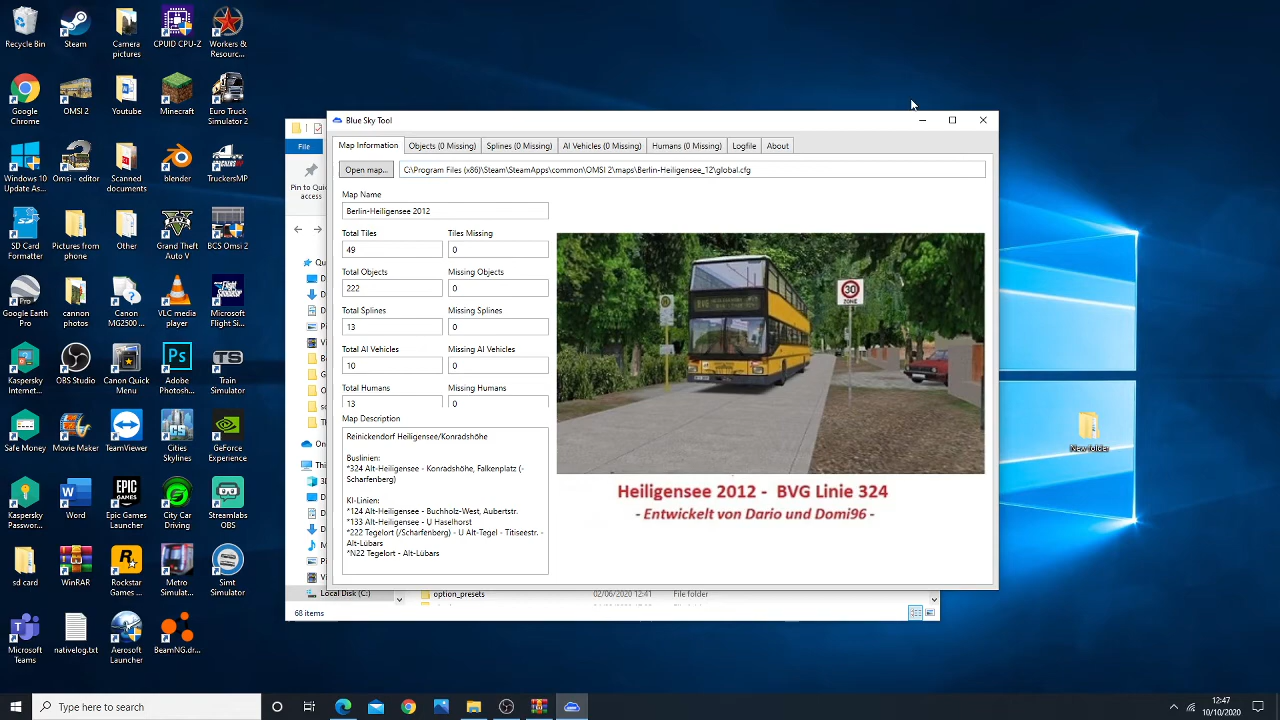 Recycle Bin
Steam
Camera
pictures
CPUID CPU-Z
Workers &
Resourc...
Google
Chrome
OMSI 2
Youtube
Minecraft
Euro Truck
Simulator 2
Windows 10
Update As...
Omsi - editor
Scanned
documents
blender
TruckersMP
SD Card
Formatter
Pictures from
phone
Other
Grand Theft
Auto V
BCS Omsi 2
Google Earth
Pro
cannon
photos
Canon
MG2500 ...
VLC media
player
Microsoft
Flight Si...
Kaspersky
Internet...
OBS Studio
Canon Quick
Menu
Adobe
Photosh...
Train
Simulator
Safe Money
Movie Maker
TeamViewer
Cities
Skylines
GeForce
Experience
Kaspersky
Passwor...
Word
Epic Games
Launcher
City Car
Driving
Streamlabs
OBS
sd card
WinRAR
Rockstar
Games ...
Metro
Simulator
Simt
Simulator
Microsoft
Teams
nativelog.txt
Aerosoft
Launcher
BeamNG.dr...
File
Pin to Quick
access
Blue Sky Tool
Map Information
Objects (0 Missing)
Splines (0 Missing)
AI Vehicles (0 Missing)
Humans (0 Missing)
Logfile
About
Open map...
C:\Program Files (x86)\Steam\SteamApps\common\OMSI 2\maps\Berlin-Heiligensee_12\global.cfg
Map Name
Berlin-Heiligensee 2012
Total Tiles
Tiles Missing
49
0
Total Objects
Missing Objects
222
0
Total Splines
Missing Splines
13
0
Total AI Vehicles
Missing AI Vehicles
10
0
Total Humans
Missing Humans
13
0
Map Description
Reinickendorf Heiligensee/Konradshöhe
Buslinien:
*324 Alt-Heiligensee - Konradshöhe, Falkenplatz (-
Scharfenberg)
KI-Linien:
*124 Alt-Heiligensee - Buchholz-West, Aubertstr.
*133 Alt-Heiligensee - U Haselhorst
*222 Tegelort (/Scharfenberg) - U Alt-Tegel - Titiseestr. -
Alt-Lübars
*N22 Tegelort - Alt-Lübars
30
ZONE
Heiligensee 2012 - BVG Linie 324
- Entwickelt von Dario und Domi96 -
Local Disk (C:)
option_presets
02/06/2020 12:41
File folder
68 items
New folder
Type here to search
12:47
10/10/2020